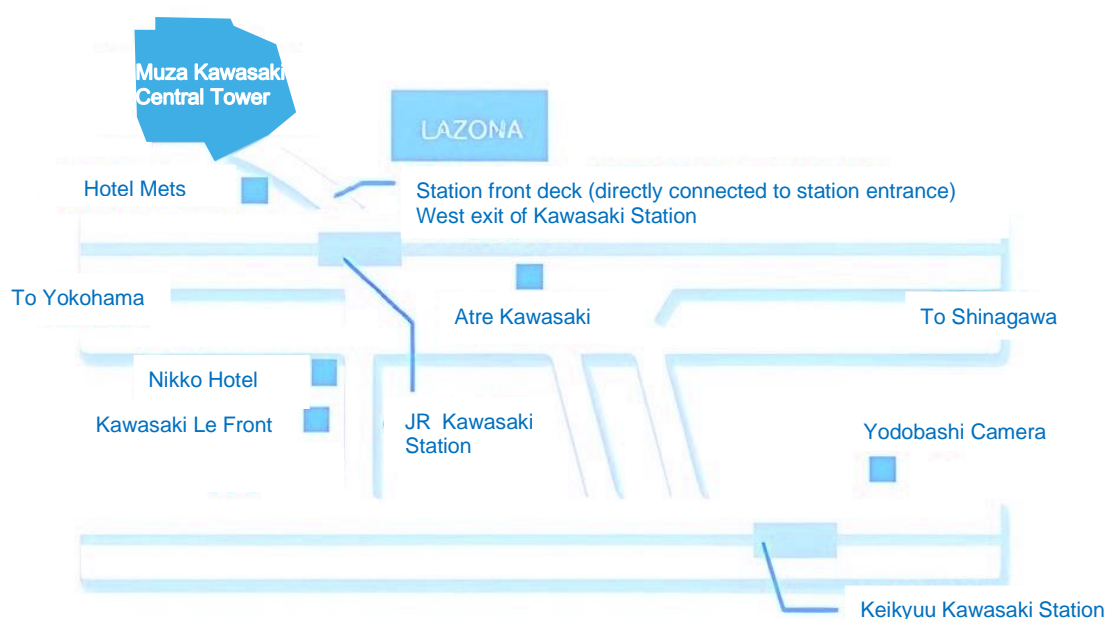 Muza Kawasaki
Central Tower
LAZONA
Hotel Mets
Station front deck (directly connected to station entrance)
West exit of Kawasaki Station
To Yokohama
Atre Kawasaki
To Shinagawa
Nikko Hotel
Kawasaki Le Front
JR Kawasaki
Station
Yodobashi Camera
Keikyuu Kawasaki Station